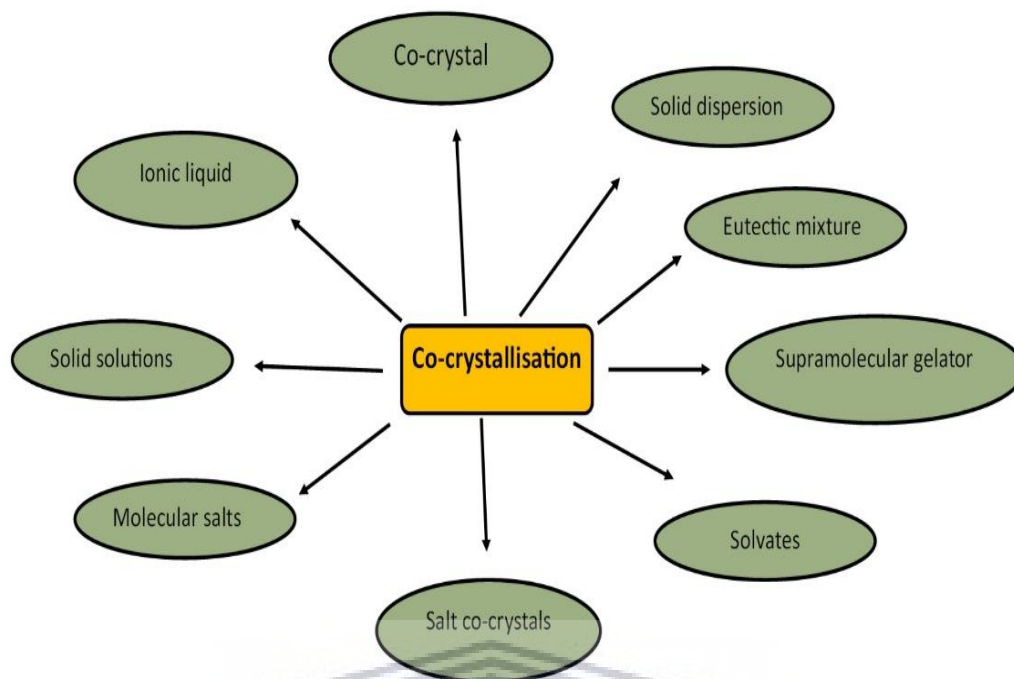 Co-crystal
Solid dispersion
Ionic liquid
Eutectic mixture
Co-crystallisation
Solid solutions
Supramolecular gelator
Molecular salts
Solvates
Salt co-crystals